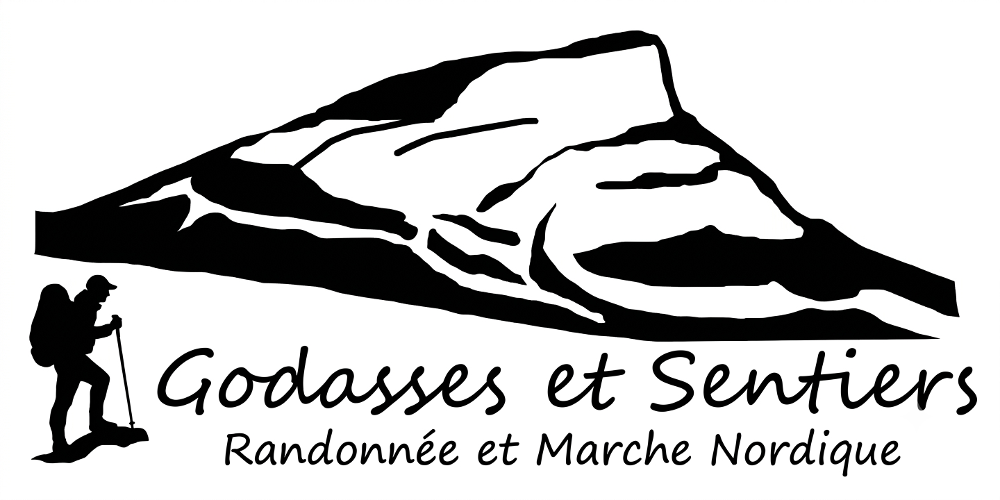 Godasses et Sentiers
Randonnée et Marche Nordique